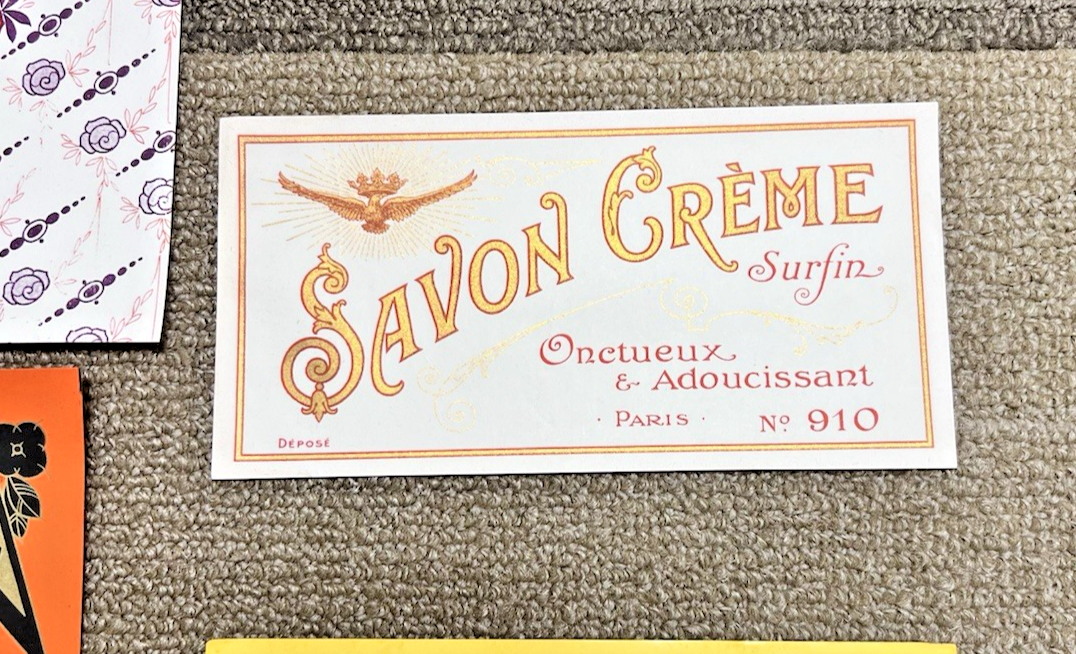 Savon Crème
Surfin
Onctueux
& Adoucissant
· Paris · Nº 910
Déposé